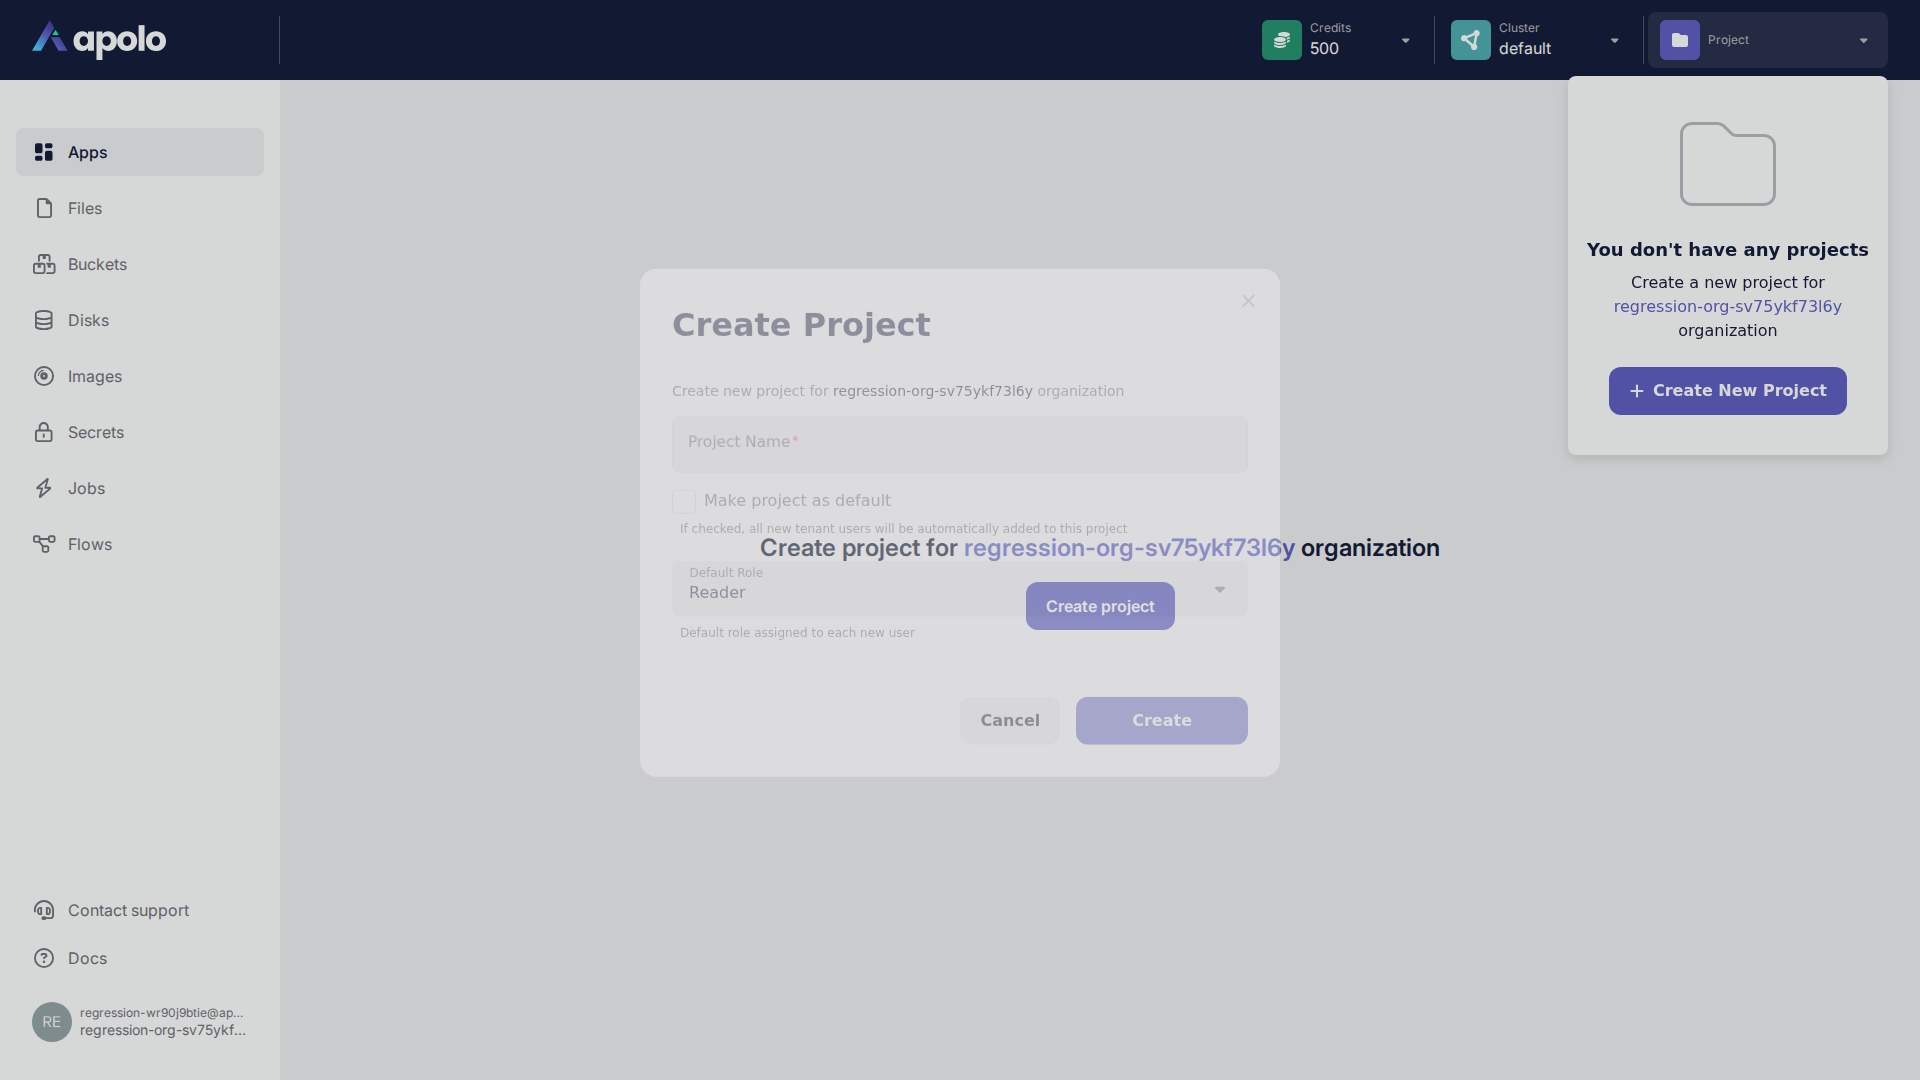 apolo
Credits
500
Cluster
default
Project
Apps
Files
Buckets
Disks
Images
Secrets
Jobs
Flows
Contact support
Docs
RE
regression-wr90j9btie@ap...
regression-org-sv75ykf...
You don't have any projects
Create a new project for
regression-org-sv75ykf73l6y
organization
Create New Project
Create Project
Create new project for regression-org-sv75ykf73l6y organization
Project Name*
Make project as default
If checked, all new tenant users will be automatically added to this project
Create project for regression-org-sv75ykf73l6y organization
Default Role
Reader
Create project
Default role assigned to each new user
Cancel
Create